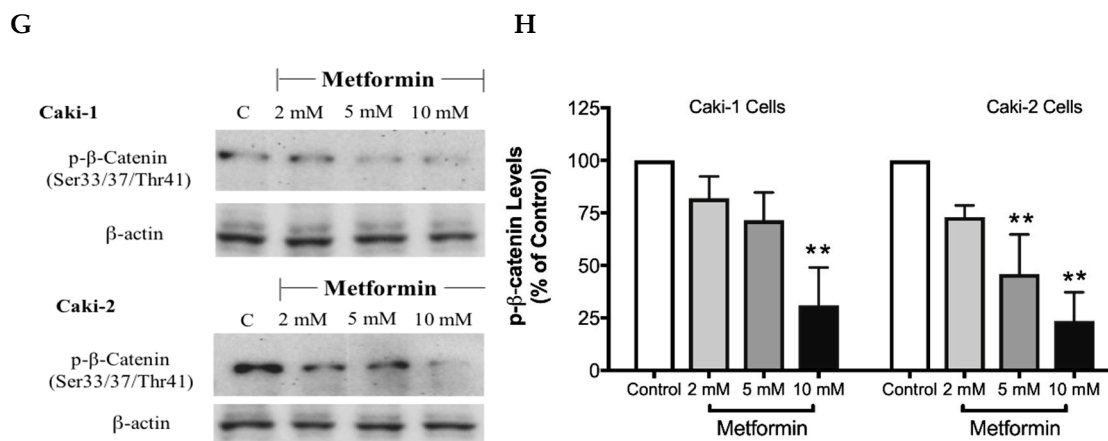 G
Metformin
Caki-1
C 2 mM 5 mM 10 mM
p-β-Catenin
(Ser33/37/Thr41)
β-actin
Metformin
Caki-2
C 2 mM 5 mM 10 mM
p-β-Catenin
(Ser33/37/Thr41)
β-actin
H
p-β-catenin Levels
(% of Control)
125
100
75
50
25
0
Caki-1 Cells Caki-2 Cells
**
**
**
Control 2 mM 5 mM 10 mM Control 2 mM 5 mM 10 mM
Metformin Metformin